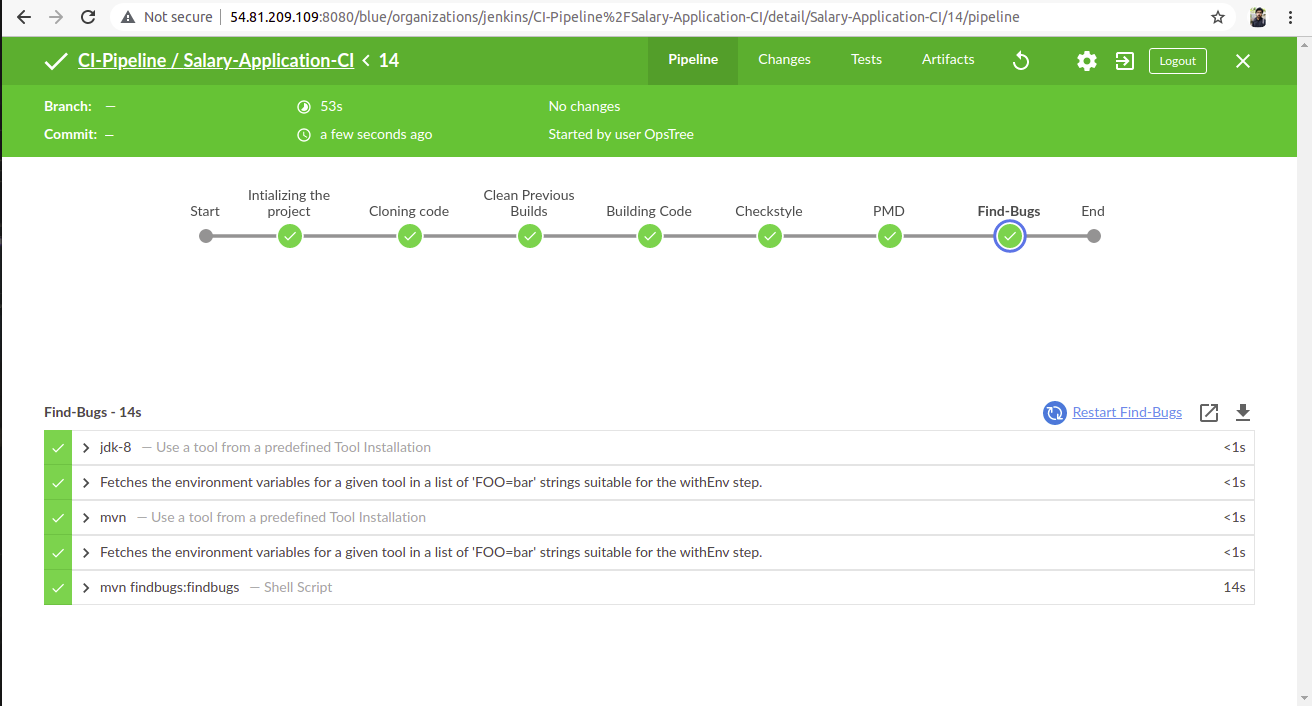 Not secure 54.81.209.109:8080/blue/organizations/jenkins/CI-Pipeline%2FSalary-Application-CI/detail/Salary-Application-CI/14/pipeline
CI-Pipeline / Salary-Application-CI < 14 Pipeline Changes Tests Artifacts Logout
Branch: — 53s No changes
Commit: — a few seconds ago Started by user OpsTree
Intializing the Clean Previous
Start project Cloning code Builds Building Code Checkstyle PMD Find-Bugs End
Find-Bugs - 14s Restart Find-Bugs
jdk-8 — Use a tool from a predefined Tool Installation <1s
Fetches the environment variables for a given tool in a list of 'FOO=bar' strings suitable for the withEnv step. <1s
mvn — Use a tool from a predefined Tool Installation <1s
Fetches the environment variables for a given tool in a list of 'FOO=bar' strings suitable for the withEnv step. <1s
mvn findbugs:findbugs — Shell Script 14s